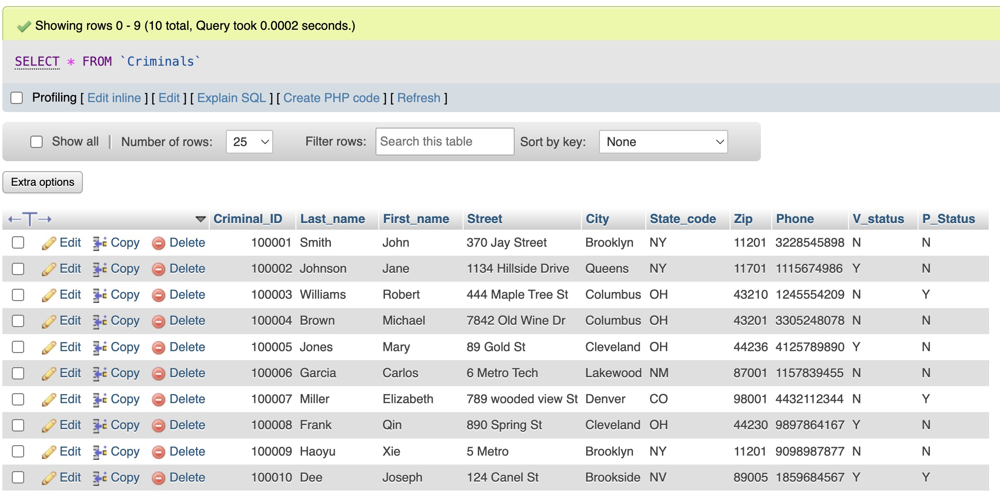 Showing rows 0 - 9 (10 total, Query took 0.0002 seconds.)
SELECT * FROM `Criminals`
Profiling [ Edit inline ] [ Edit ] [ Explain SQL ] [ Create PHP code ] [ Refresh ]
Show all | Number of rows: 25 Filter rows: Search this table Sort by key: None
Extra options
←T→ Criminal_ID Last_name First_name Street City State_code Zip Phone V_status P_Status
Edit Copy Delete 100001 Smith John 370 Jay Street Brooklyn NY 11201 3228545898 N N
Edit Copy Delete 100002 Johnson Jane 1134 Hillside Drive Queens NY 11701 1115674986 Y N
Edit Copy Delete 100003 Williams Robert 444 Maple Tree St Columbus OH 43210 1245554209 N Y
Edit Copy Delete 100004 Brown Michael 7842 Old Wine Dr Columbus OH 43201 3305248078 N N
Edit Copy Delete 100005 Jones Mary 89 Gold St Cleveland OH 44236 4125789890 Y N
Edit Copy Delete 100006 Garcia Carlos 6 Metro Tech Lakewood NM 87001 1157839455 N N
Edit Copy Delete 100007 Miller Elizabeth 789 wooded view St Denver CO 98001 4432112344 N Y
Edit Copy Delete 100008 Frank Qin 890 Spring St Cleveland OH 44230 9897864167 Y N
Edit Copy Delete 100009 Haoyu Xie 5 Metro Brooklyn NY 11201 9098987877 N N
Edit Copy Delete 100010 Dee Joseph 124 Canel St Brookside NV 89005 1859684567 Y Y